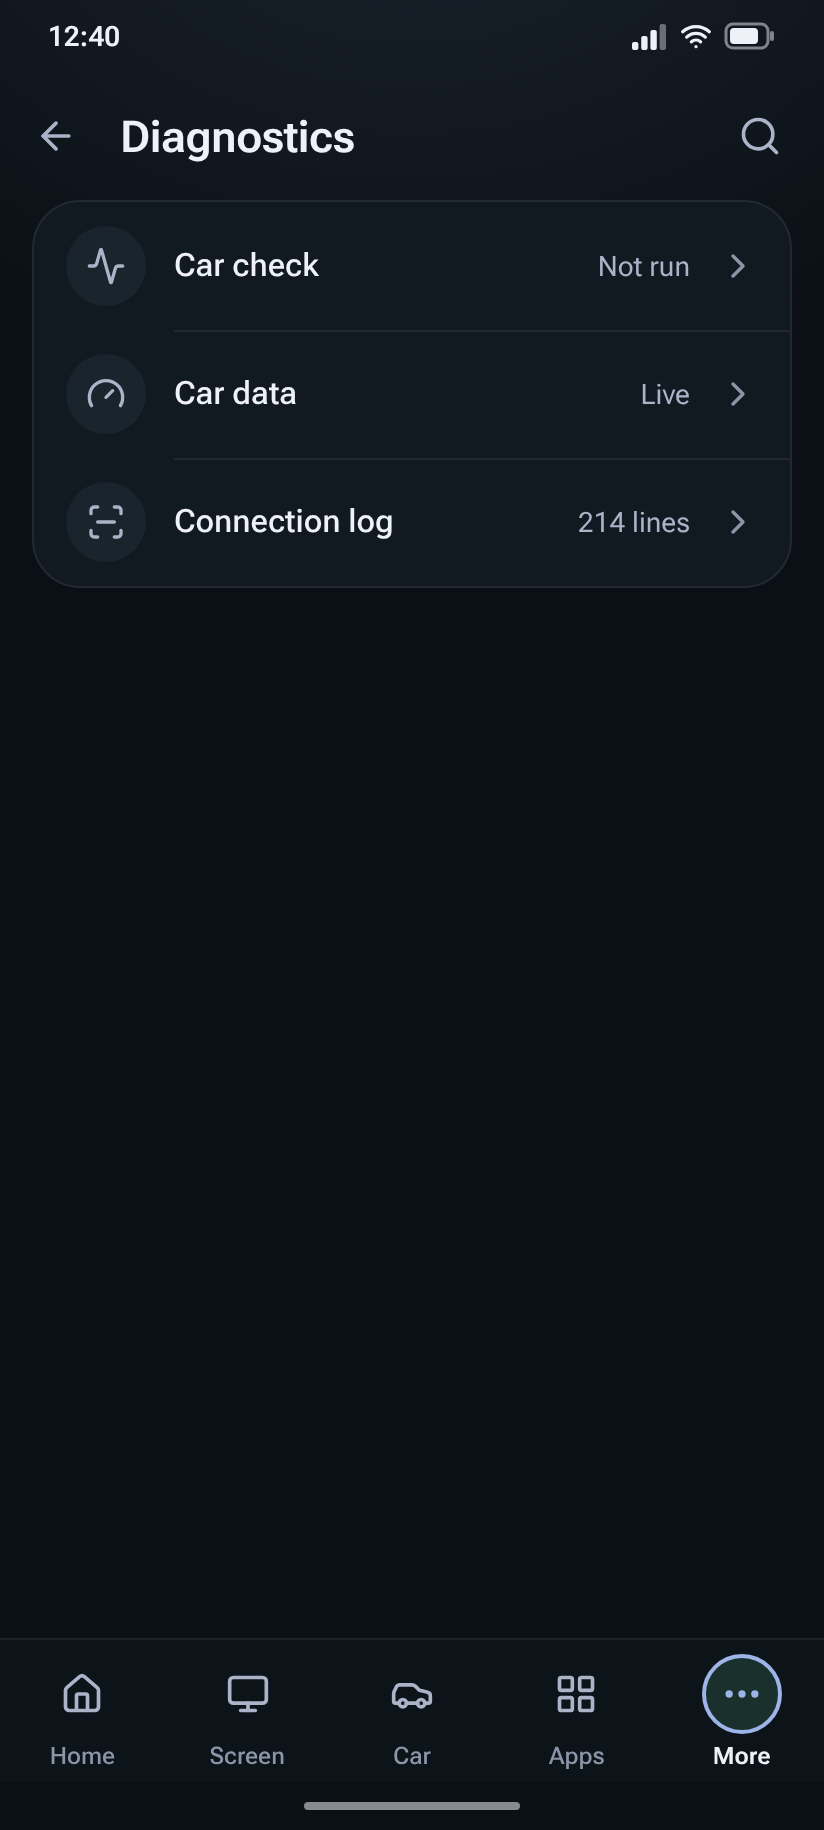 12:40
Diagnostics
Car check Not run
Car data Live
Connection log 214 lines
Home Screen Car Apps More